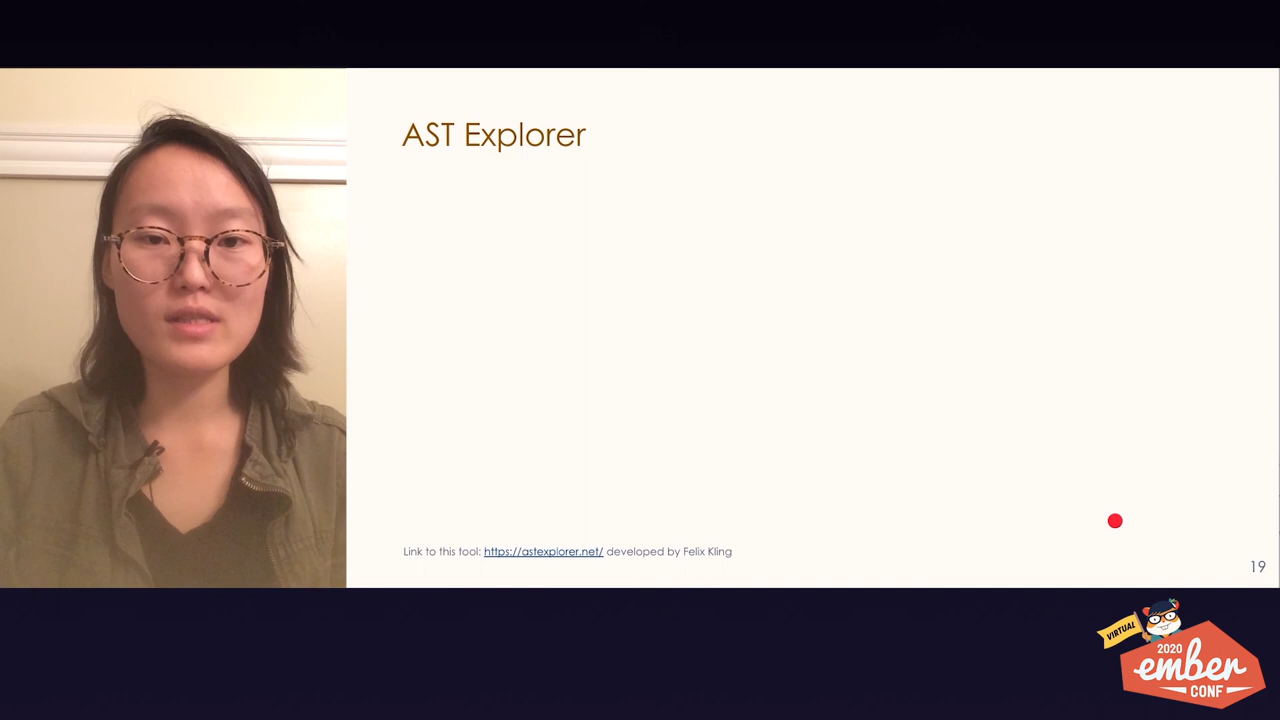 AST Explorer
Link to this tool: https://astexplorer.net/ developed by Felix Kling
19
VIRTUAL
2020
ember
CONF